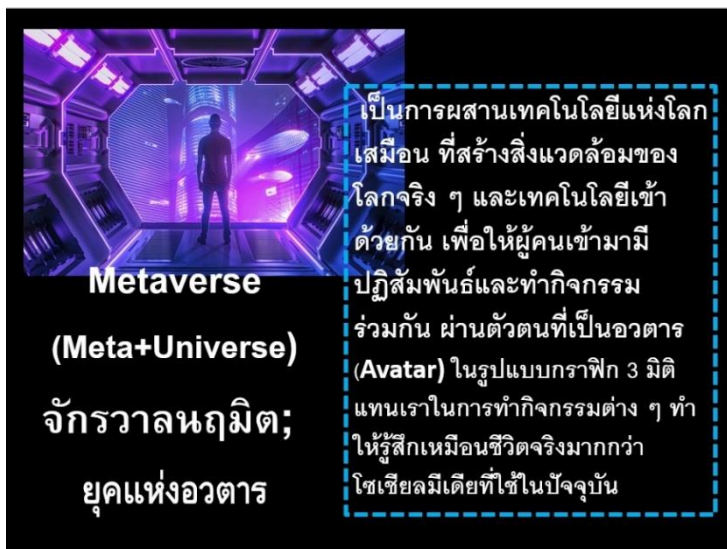 Metaverse
(Meta+Universe)
จักรวาลนฤมิต;
ยุคแห่งอวตาร
เป็นการผสานเทคโนโลยีแห่งโลก
เสมือน ที่สร้างสิ่งแวดล้อมของ
โลกจริง ๆ และเทคโนโลยีเข้า
ด้วยกัน เพื่อให้ผู้คนเข้ามามี
ปฏิสัมพันธ์และทำกิจกรรม
ร่วมกัน ผ่านตัวตนที่เป็นอวตาร
(Avatar) ในรูปแบบกราฟิก 3 มิติ
แทนเราในการทำกิจกรรมต่าง ๆ ทำ
ให้รู้สึกเหมือนชีวิตจริงมากกว่า
โซเชียลมีเดียที่ใช้ในปัจจุบัน